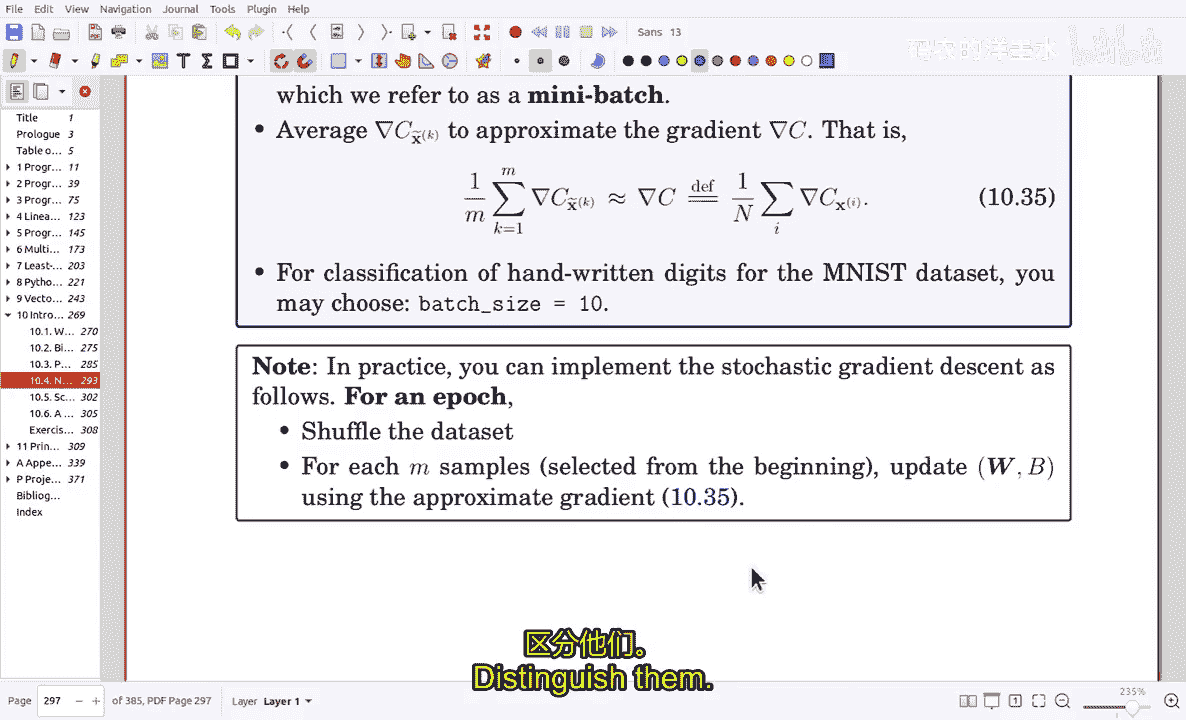 File Edit View Navigation Journal Tools Plugin Help
Sans 13
Title 1
Prologue 3
Table o... 5
1 Progr... 11
2 Progr... 39
3 Progr... 75
4 Linea... 123
5 Progr... 145
6 Multi... 173
7 Least-... 203
8 Pytho... 221
9 Vecto... 243
10 Intro... 269
10.1. W... 270
10.2. Bi... 275
10.3. P... 285
10.4. N... 293
10.5. Sc... 302
10.6. A ... 305
Exercis... 308
11 Prin... 309
A Appe... 339
P Proje... 371
Bibliog...
Index
which we refer to as a mini-batch.
• Average ∇C_{x̃^{(k)}} to approximate the gradient ∇C. That is,
\frac{1}{m} \sum_{k=1}^{m} ∇C_{x̃^{(k)}} ≈ ∇C \overset{def}{=} \frac{1}{N} \sum_{i} ∇C_{x^{(i)}}. (10.35)
• For classification of hand-written digits for the MNIST dataset, you
may choose: batch_size = 10.
Note: In practice, you can implement the stochastic gradient descent as
follows. For an epoch,
• Shuffle the dataset
• For each m samples (selected from the beginning), update (W, B)
using the approximate gradient (10.35).
区分他们。
Distinguish them.
Page 297 − + of 385, PDF Page 297 Layer Layer 1 235%